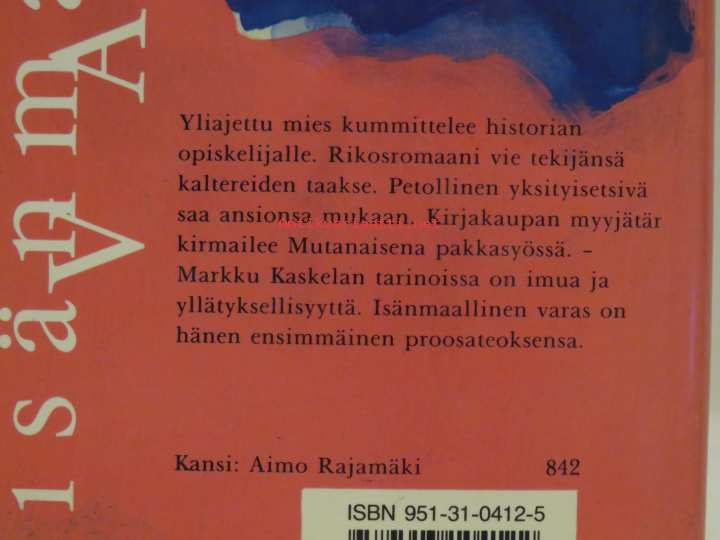 isänma
VA
Yliajettu mies kummittelee historian
opiskelijalle. Rikosromaani vie tekijänsä
kaltereiden taakse. Petollinen yksityisetsivä
saa ansionsa mukaan. Kirjakaupan myyjätär
kirmailee Mutanaisena pakkasyössä. –
Markku Kaskelan tarinoissa on imua ja
yllätyksellisyyttä. Isänmaallinen varas on
hänen ensimmäinen proosateoksensa.
Kansi: Aimo Rajamäki 842
ISBN 951-31-0412-5